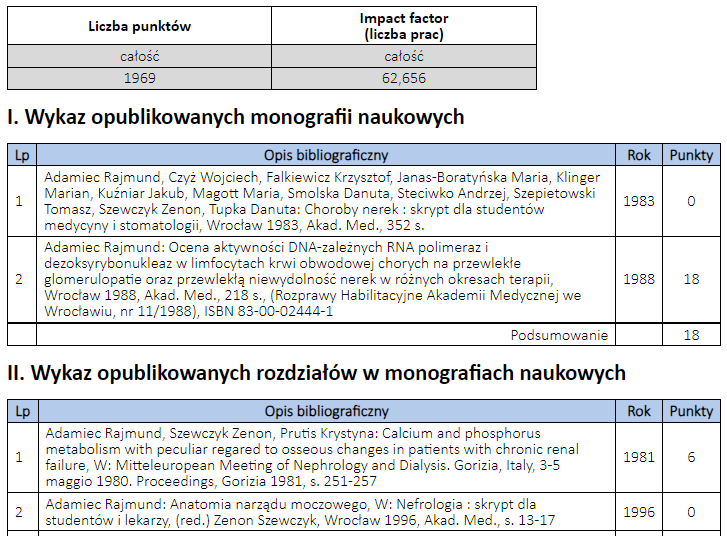 Liczba punktów
Impact factor
(liczba prac)
całość
całość
1969
62,656
I. Wykaz opublikowanych monografii naukowych
Lp Opis bibliograficzny Rok Punkty
1
Adamiec Rajmund, Czyż Wojciech, Falkiewicz Krzysztof, Janas-Boratyńska Maria, Klinger
Marian, Kuźniar Jakub, Magott Maria, Smolska Danuta, Steciwko Andrzej, Szepietowski
Tomasz, Szewczyk Zenon, Tupka Danuta: Choroby nerek : skrypt dla studentów
medycyny i stomatologii, Wrocław 1983, Akad. Med., 352 s.
1983
0
2
Adamiec Rajmund: Ocena aktywności DNA-zależnych RNA polimeraz i
dezoksyrybonukleaz w limfocytach krwi obwodowej chorych na przewlekłe
glomerulopatie oraz przewlekłą niewydolność nerek w różnych okresach terapii,
Wrocław 1988, Akad. Med., 218 s., (Rozprawy Habilitacyjne Akademii Medycznej we
Wrocławiu, nr 11/1988), ISBN 83-00-02444-1
1988
18
Podsumowanie 18
II. Wykaz opublikowanych rozdziałów w monografiach naukowych
Lp Opis bibliograficzny Rok Punkty
1
Adamiec Rajmund, Szewczyk Zenon, Prutis Krystyna: Calcium and phosphorus
metabolism with peculiar regared to osseous changes in patients with chronic renal
failure, W: Mitteleuropean Meeting of Nephrology and Dialysis. Gorizia, Italy, 3-5
maggio 1980. Proceedings, Gorizia 1981, s. 251-257
1981
6
2
Adamiec Rajmund: Anatomia narządu moczowego, W: Nefrologia : skrypt dla
studentów i lekarzy, (red.) Zenon Szewczyk, Wrocław 1996, Akad. Med., s. 13-17
1996
0